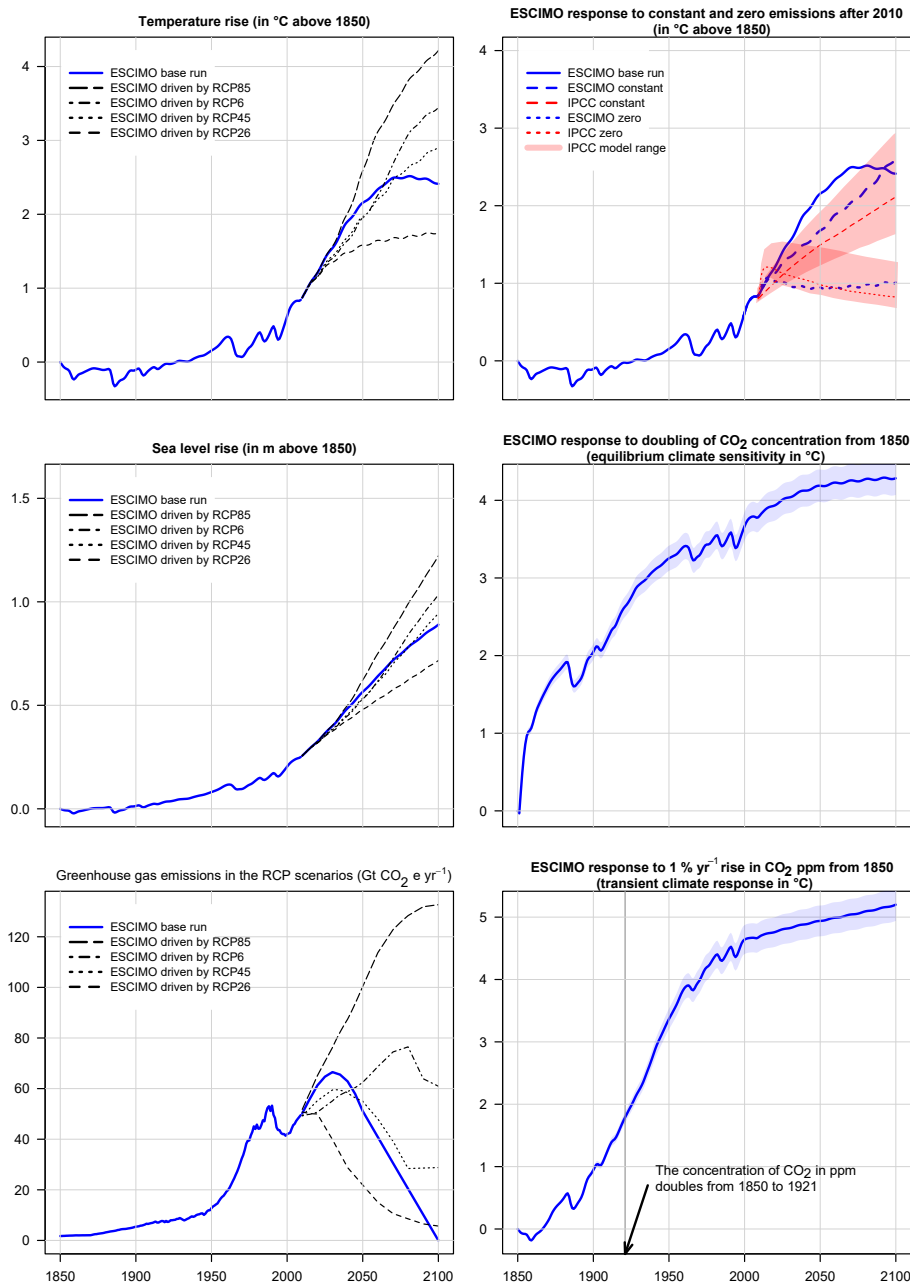 Temperature rise (in °C above 1850)
4
3
2
1
0
ESCIMO base run
ESCIMO driven by RCP85
ESCIMO driven by RCP6
ESCIMO driven by RCP45
ESCIMO driven by RCP26
ESCIMO response to constant and zero emissions after 2010
(in °C above 1850)
4
3
2
1
0
ESCIMO base run
ESCIMO constant
IPCC constant
ESCIMO zero
IPCC zero
IPCC model range
Sea level rise (in m above 1850)
1.5
1.0
0.5
0.0
ESCIMO base run
ESCIMO driven by RCP85
ESCIMO driven by RCP6
ESCIMO driven by RCP45
ESCIMO driven by RCP26
ESCIMO response to doubling of CO2 concentration from 1850
(equilibrium climate sensitivity in °C)
4
3
2
1
0
Greenhouse gas emissions in the RCP scenarios (Gt CO2 e yr−1)
120
100
80
60
40
20
0
ESCIMO base run
ESCIMO driven by RCP85
ESCIMO driven by RCP6
ESCIMO driven by RCP45
ESCIMO driven by RCP26
1850 1900 1950 2000 2050 2100
ESCIMO response to 1 % yr−1 rise in CO2 ppm from 1850
(transient climate response in °C)
5
4
3
2
1
0
The concentration of CO2 in ppm
doubles from 1850 to 1921
1850 1900 1950 2000 2050 2100